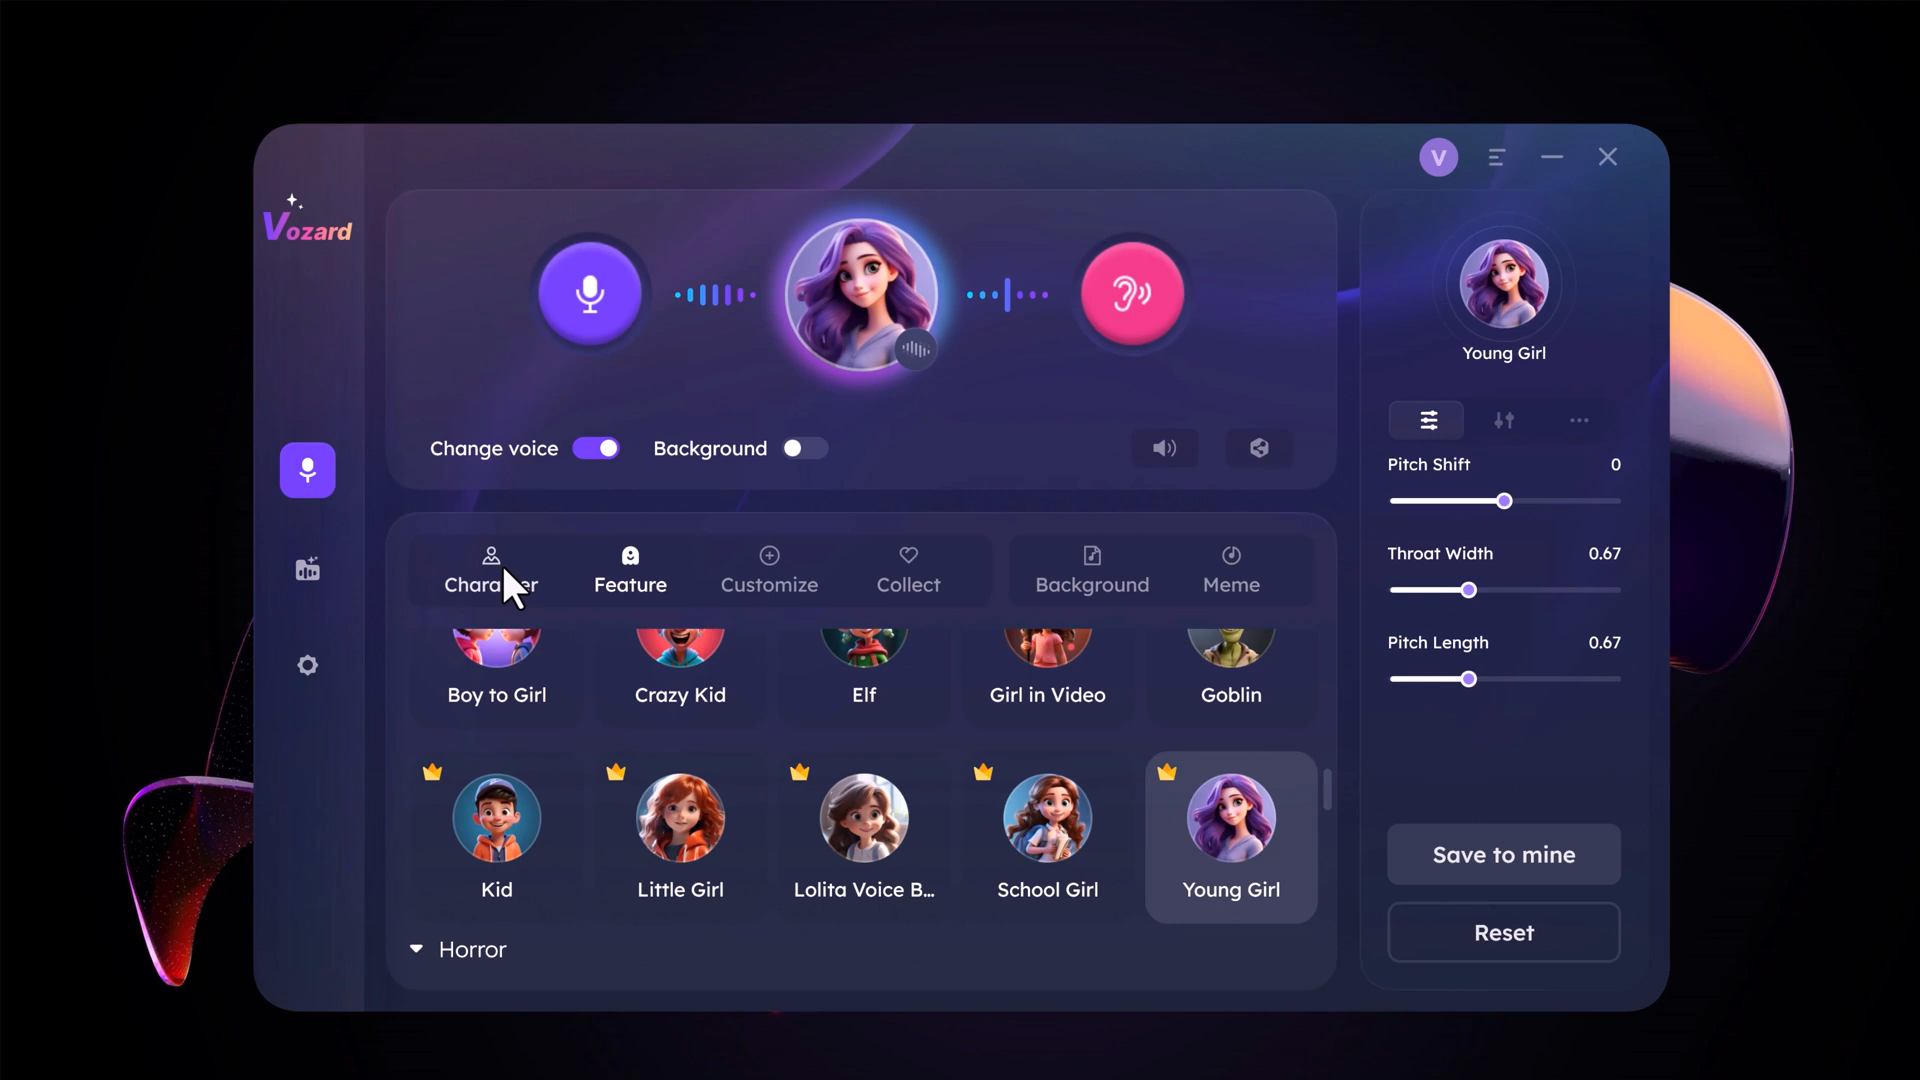 V
Vozard
Young Girl
Change voice
Background
Pitch Shift 0
Throat Width 0.67
Pitch Length 0.67
Feature
Customize
Collect
Background
Meme
Boy to Girl
Crazy Kid
Elf
Girl in Video
Goblin
Kid
Little Girl
Lolita Voice B...
School Girl
Young Girl
Horror
Save to mine
Reset